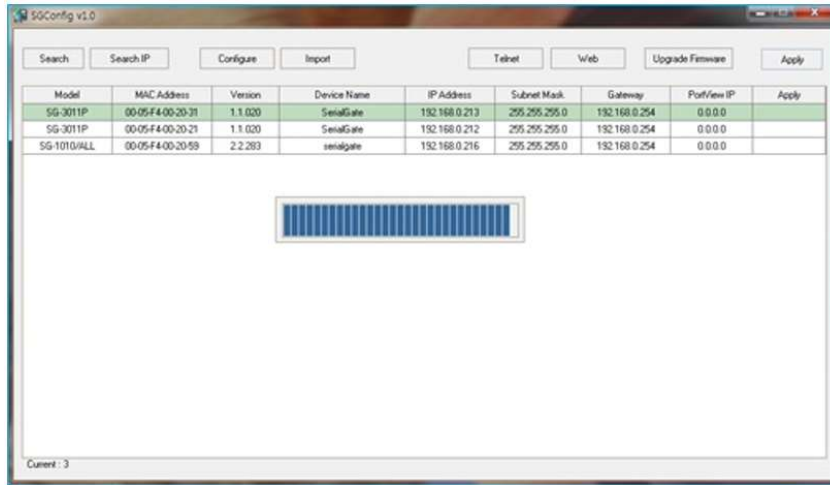 SGConfig v1.0
Search Search IP Configure Import Telnet Web Upgrade Firmware Apply
Model MAC Address Version Device Name IP Address Subnet Mask Gateway PortView IP Apply
SG-3011P 00-05-F4-00-20-31 1.1.020 SerialGate 192.168.0.213 255.255.255.0 192.168.0.254 0.0.0.0
SG-3011P 00-05-F4-00-20-21 1.1.020 SerialGate 192.168.0.212 255.255.255.0 192.168.0.254 0.0.0.0
SG-1010/ALL 00-05-F4-00-20-59 2.2.283 serialgate 192.168.0.216 255.255.255.0 192.168.0.254 0.0.0.0
Current : 3